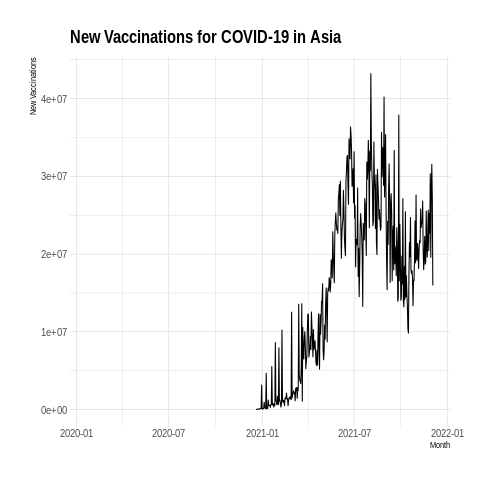 New Vaccinations for COVID-19 in Asia
New Vaccinations
4e+07
3e+07
2e+07
1e+07
0e+00
2020-01 2020-07 2021-01 2021-07 2022-01
Month